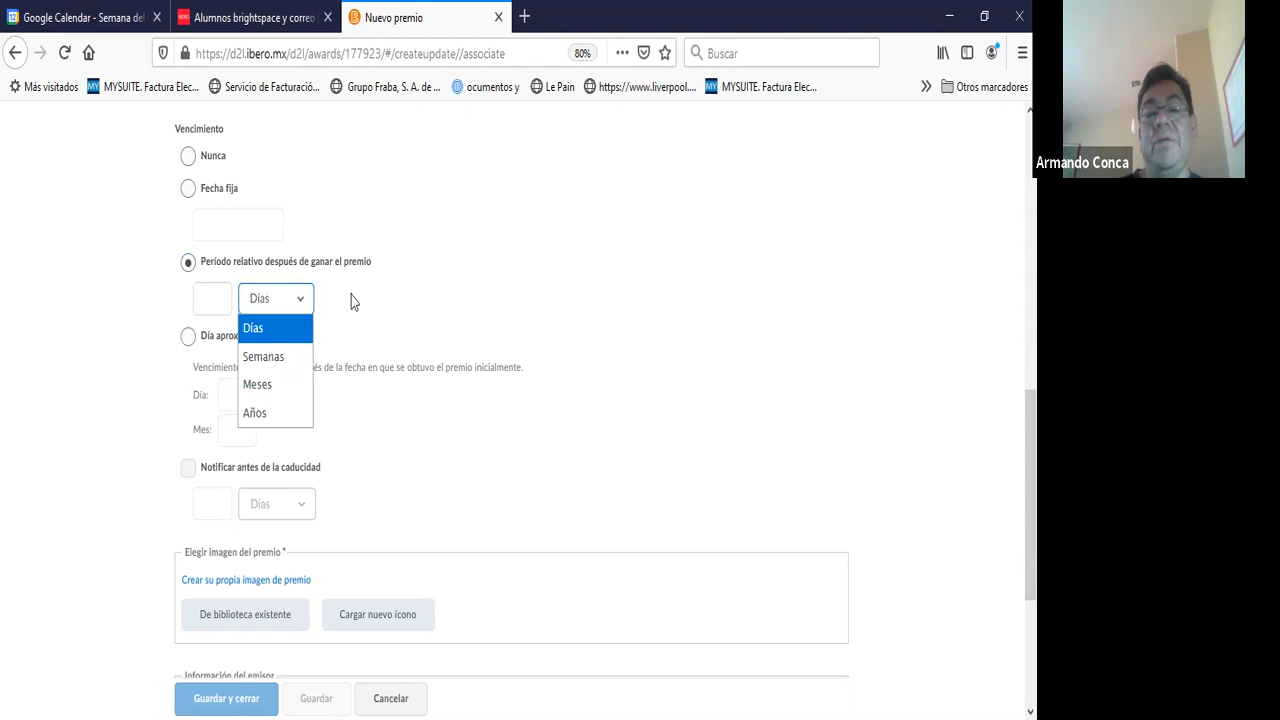 Google Calendar - Semana del
Alumnos brightspace y correo
Nuevo premio
https://d2l.ibero.mx/d2l/awards/177923/#/createupdate//associate
80%
Buscar
Más visitados
MYSUITE. Factura Elec...
Servicio de Facturació...
Grupo Fraba, S. A. de ...
ocumentos y
Le Pain
https://www.liverpool....
MYSUITE. Factura Elec...
Otros marcadores
Armando Conca
Vencimiento
Nunca
Fecha fija
Período relativo después de ganar el premio
Días
Días
Semanas
Meses
Años
Día aprox
Vencimiento
és de la fecha en que se obtuvo el premio inicialmente.
Día:
Mes:
Notificar antes de la caducidad
Días
Elegir imagen del premio *
Crear su propia imagen de premio
De biblioteca existente
Cargar nuevo ícono
Información del emisor
Guardar y cerrar
Guardar
Cancelar